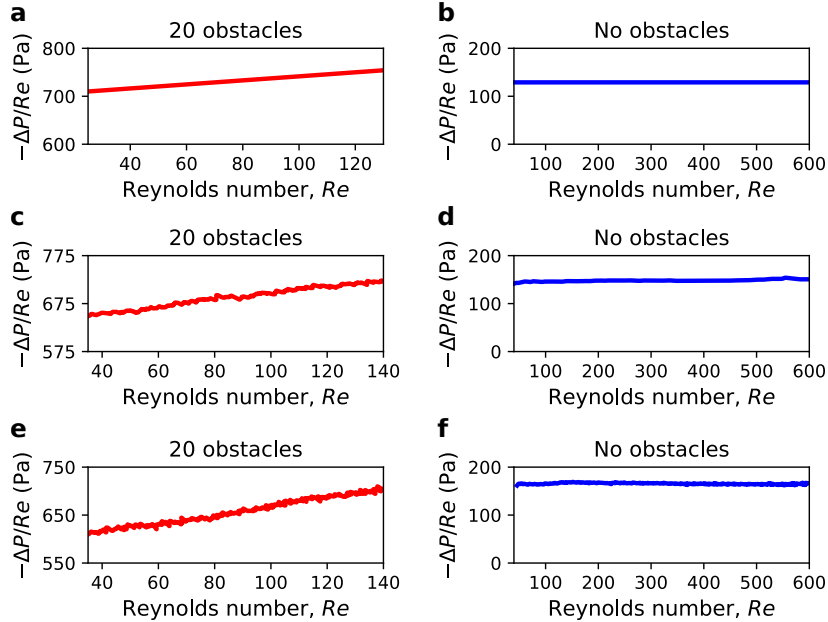 a
20 obstacles
−ΔP/Re (Pa)
800
700
600
40 60 80 100 120
Reynolds number, Re
b
No obstacles
−ΔP/Re (Pa)
200
100
0
100 200 300 400 500 600
Reynolds number, Re
c
20 obstacles
−ΔP/Re (Pa)
775
675
575
40 60 80 100 120 140
Reynolds number, Re
d
No obstacles
−ΔP/Re (Pa)
200
100
0
100 200 300 400 500 600
Reynolds number, Re
e
20 obstacles
−ΔP/Re (Pa)
750
650
550
40 60 80 100 120 140
Reynolds number, Re
f
No obstacles
−ΔP/Re (Pa)
200
100
0
100 200 300 400 500 600
Reynolds number, Re